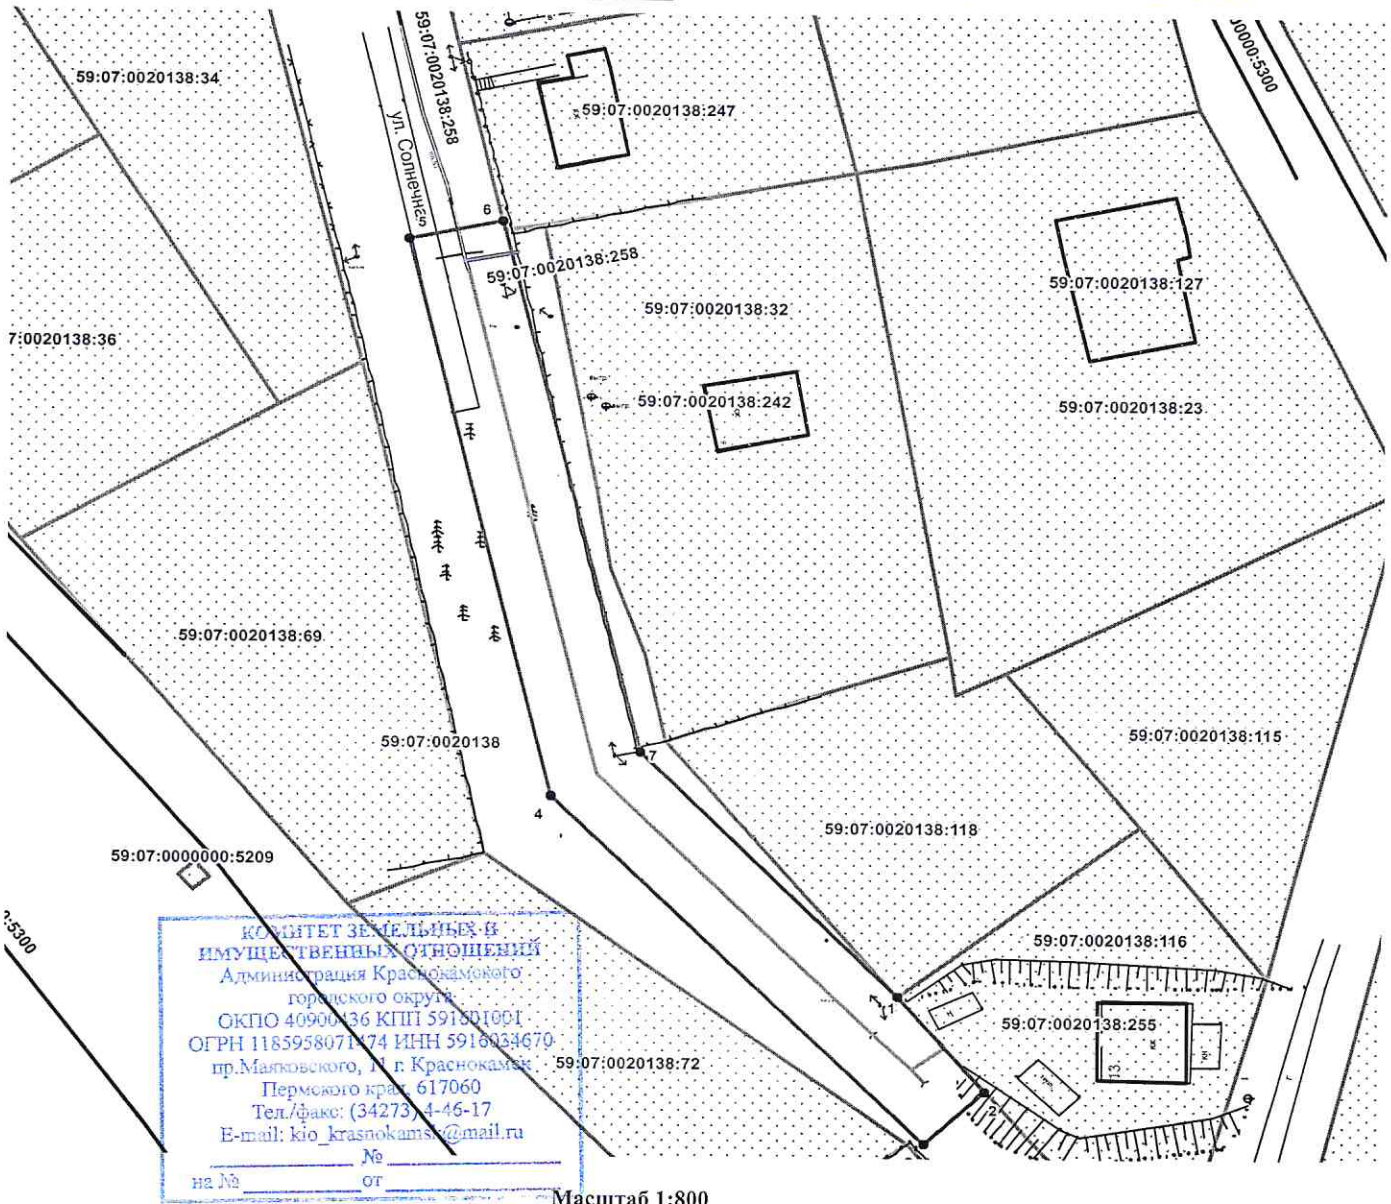 59:07:0020138:34
59:07:0020138:258
59:07:0020138:247
5300
ул. Солнечная
5
6
59:07:0020138:258
59:07:0020138:32
59:07:0020138:127
7:0020138:36
59:07:0020138:242
59:07:0020138:23
59:07:0020138:69
59:07:0020138
7
59:07:0020138:115
4
59:07:0020138:118
59:07:0000000:5209
5300
59:07:0020138:116
1
59:07:0020138:255
13
59:07:0020138:72
2
КОМИТЕТ ЗЕМЕЛЬНЫХ И
ИМУЩЕСТВЕННЫХ ОТНОШЕНИЙ
Администрация Краснокамского
городского округа
ОКПО 40900436 КПП 591601001
ОГРН 1185958071474 ИНН 5916034670
пр.Маяковского, 11 г. Краснокамск
Пермского края, 617060
Тел./факс: (34273) 4-46-17
E-mail: kio_krasnokamsk@mail.ru
№
на № от
Масштаб 1:800